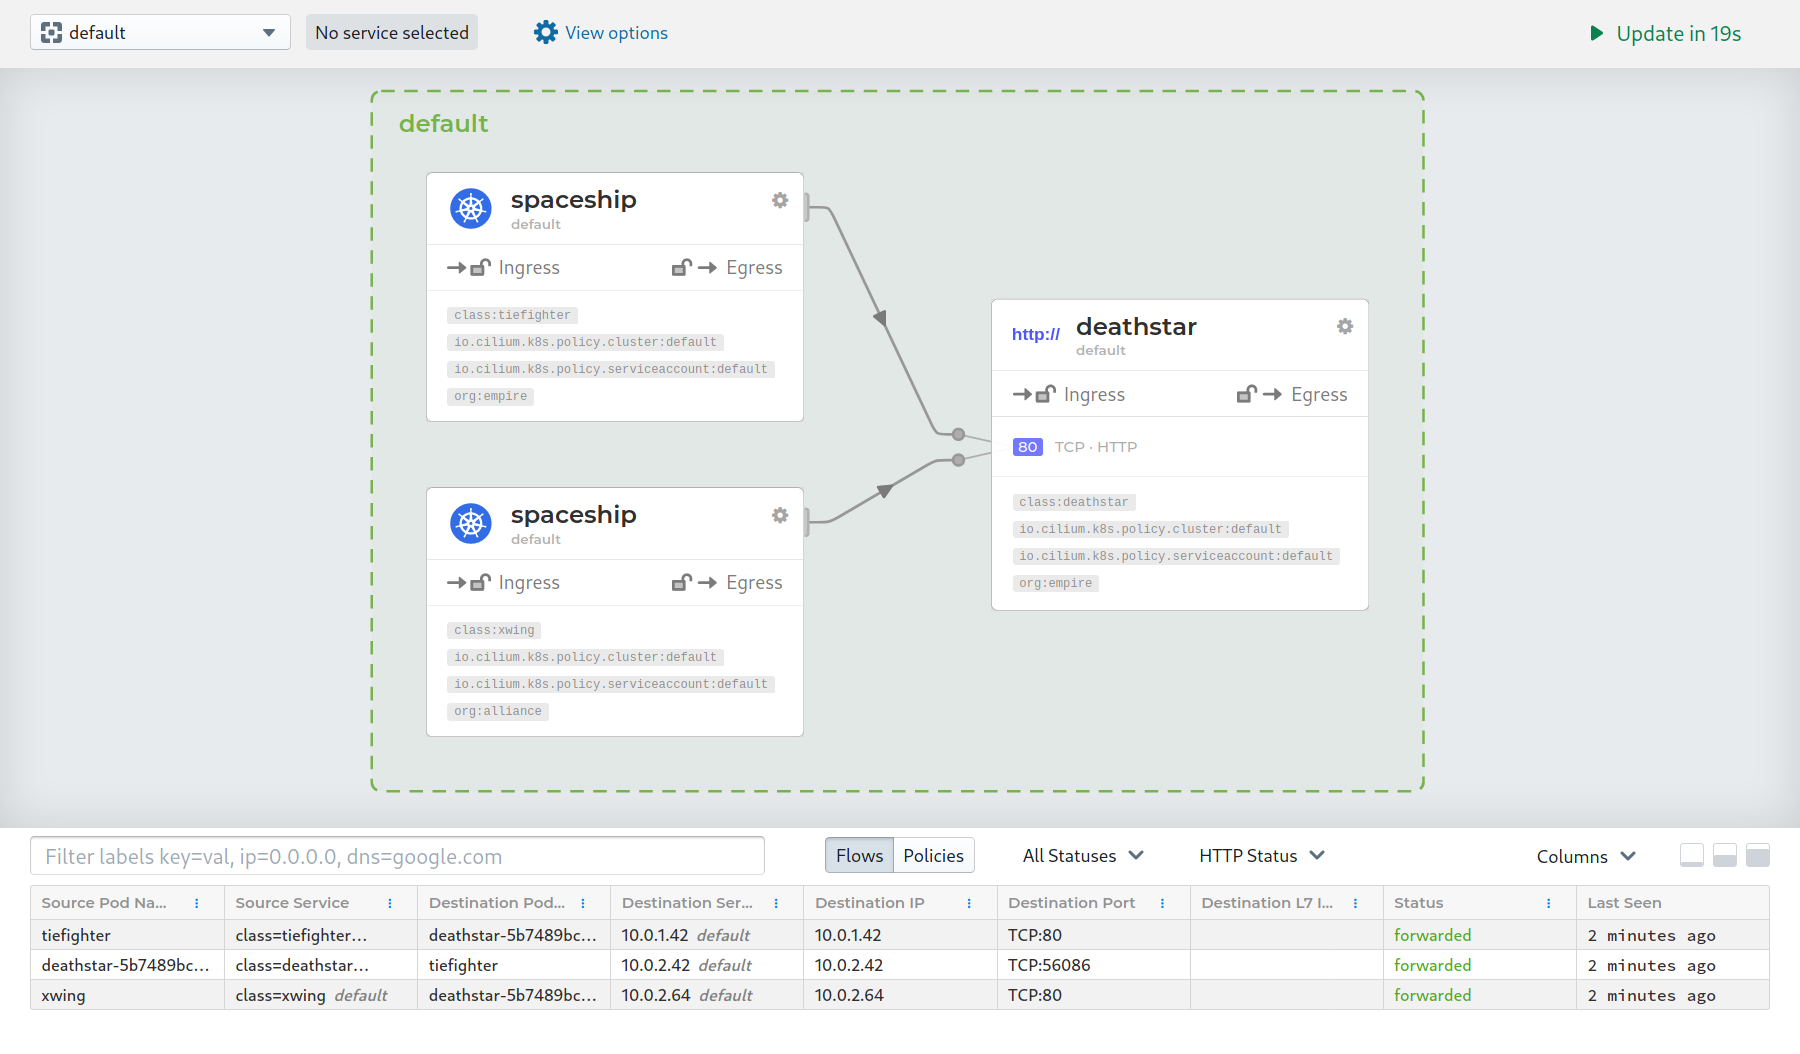 default
No service selected
View options
Update in 19s
default
spaceship
default
Ingress
Egress
class:tiefighter
io.cilium.k8s.policy.cluster:default
io.cilium.k8s.policy.serviceaccount:default
org:empire
spaceship
default
Ingress
Egress
class:xwing
io.cilium.k8s.policy.cluster:default
io.cilium.k8s.policy.serviceaccount:default
org:alliance
http://
deathstar
default
Ingress
Egress
80 TCP · HTTP
class:deathstar
io.cilium.k8s.policy.cluster:default
io.cilium.k8s.policy.serviceaccount:default
org:empire
Filter labels key=val, ip=0.0.0.0, dns=google.com
Flows Policies
All Statuses
HTTP Status
Columns
Source Pod Na... Source Service Destination Pod... Destination Ser... Destination IP Destination Port Destination L7 I... Status Last Seen
tiefighter class=tiefighter... deathstar-5b7489bc... 10.0.1.42 default 10.0.1.42 TCP:80 forwarded 2 minutes ago
deathstar-5b7489bc... class=deathstar... tiefighter 10.0.2.42 default 10.0.2.42 TCP:56086 forwarded 2 minutes ago
xwing class=xwing default deathstar-5b7489bc... 10.0.2.64 default 10.0.2.64 TCP:80 forwarded 2 minutes ago